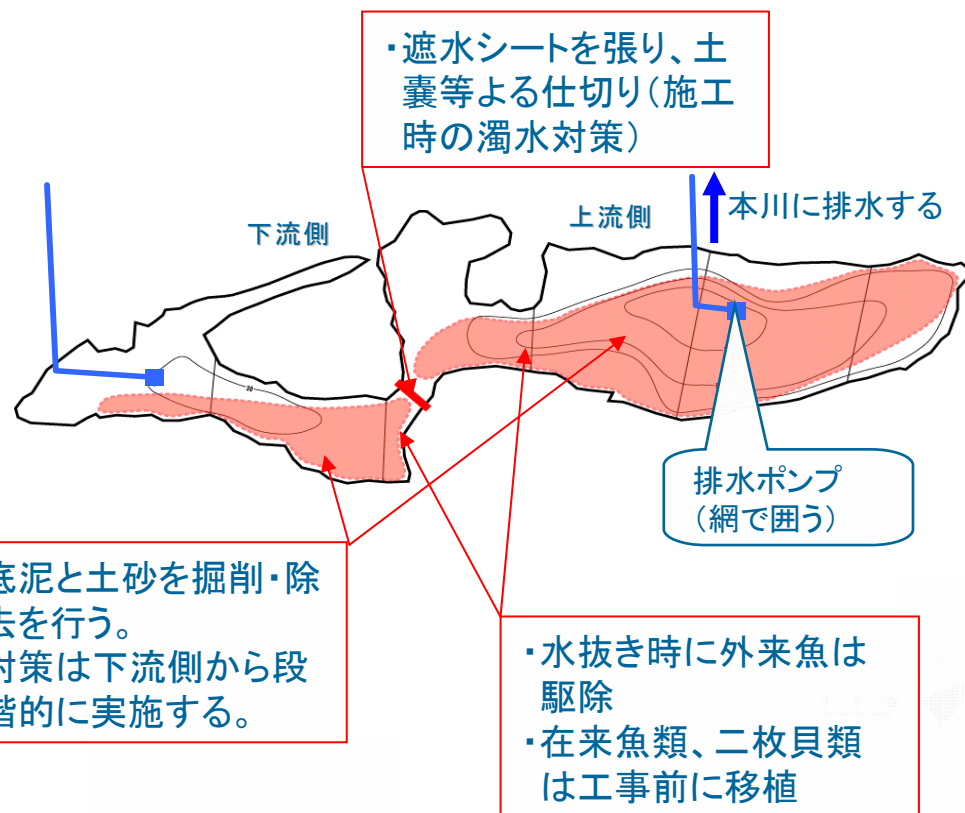 ・遮水シートを張り、土
嚢等よる仕切り(施工
時の濁水対策)
下流側
上流側
本川に排水する
排水ポンプ
(網で囲う)
底泥と土砂を掘削・除
去を行う。
対策は下流側から段
階的に実施する。
・水抜き時に外来魚は
駆除
・在来魚類、二枚貝類
は工事前に移植